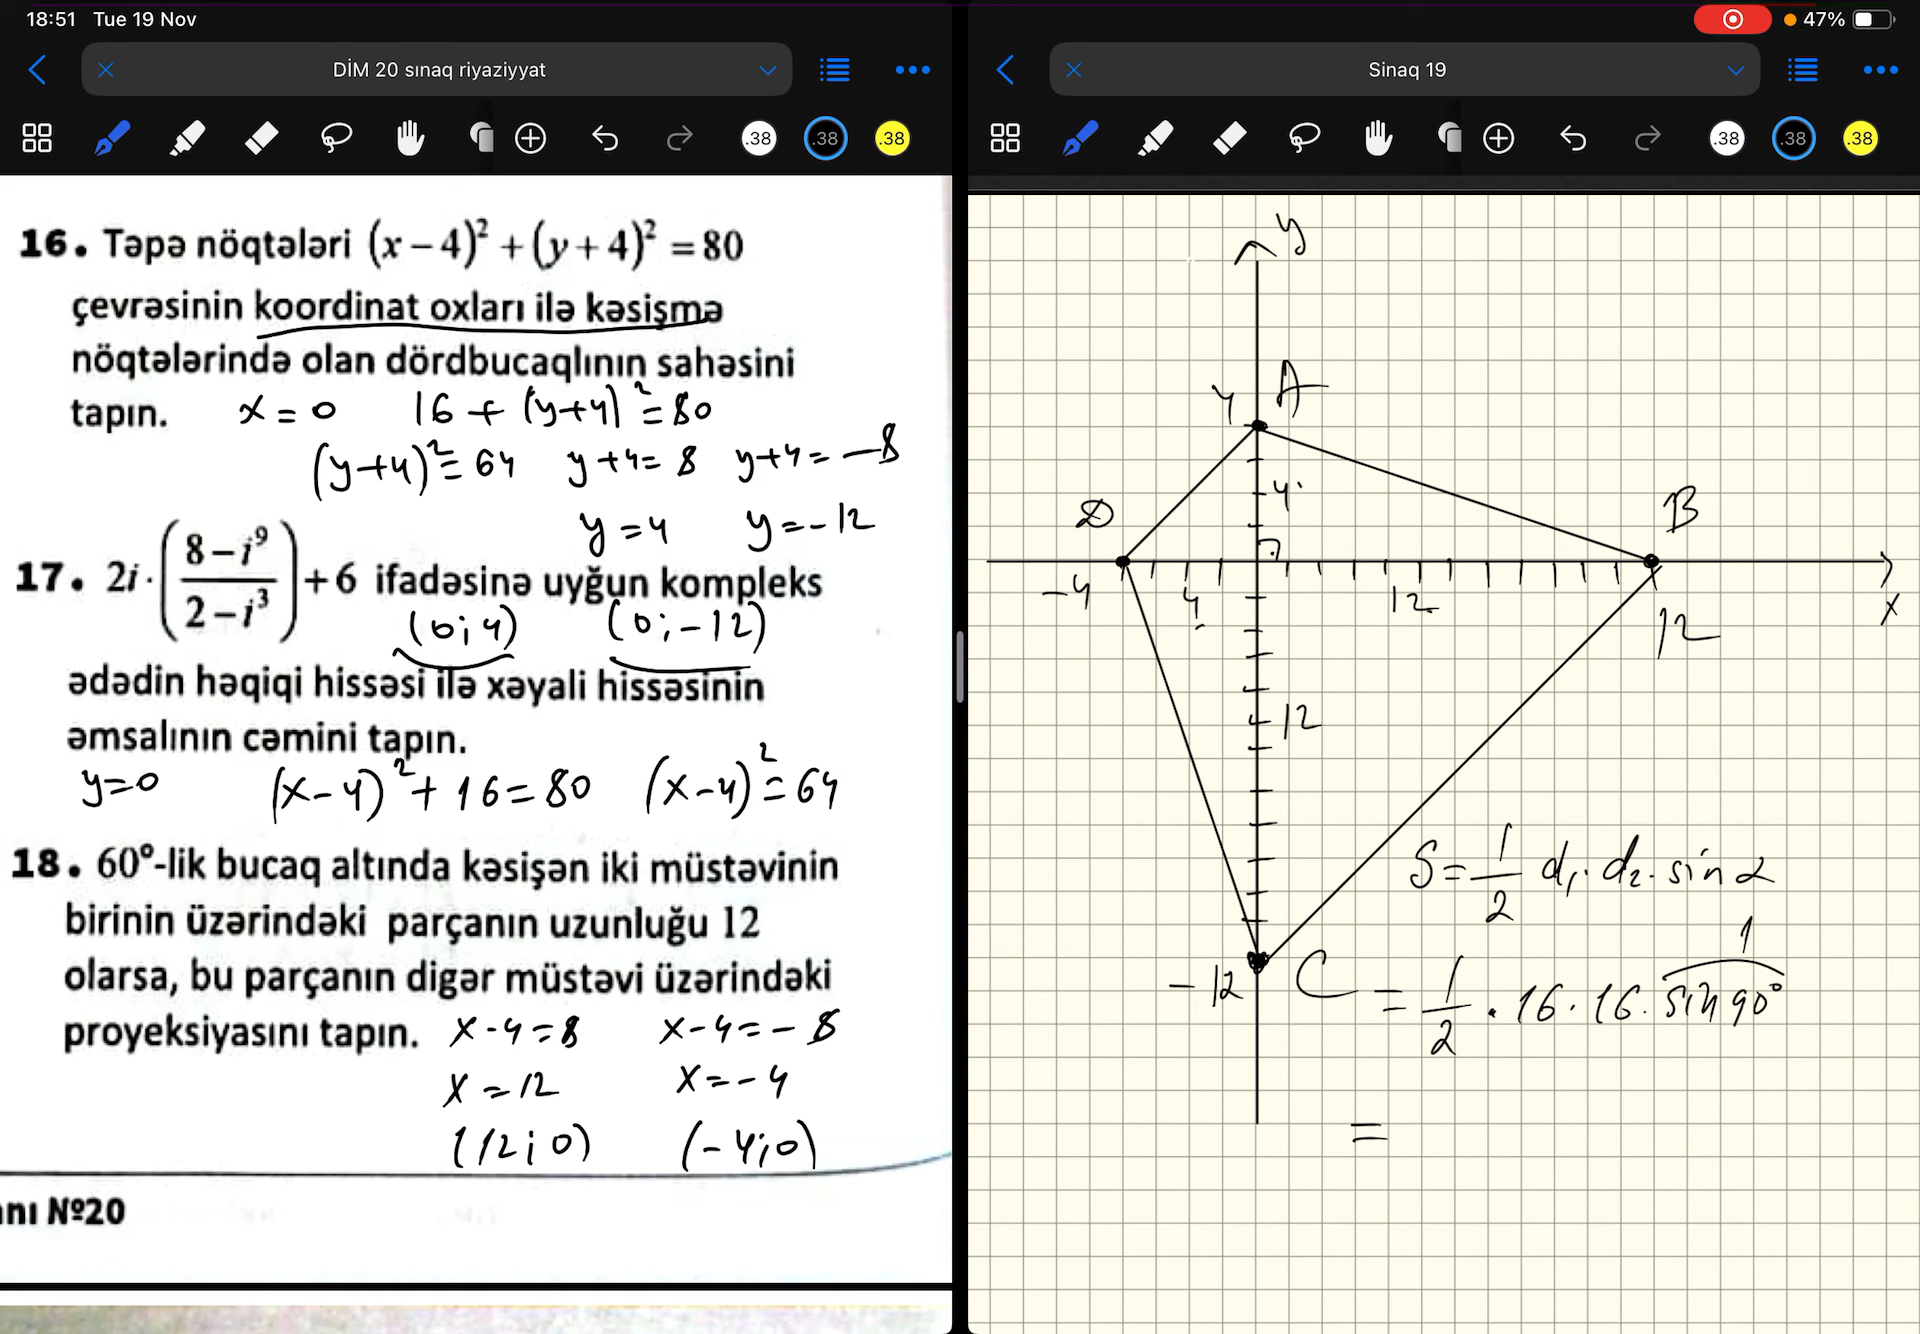 18:51 Tue 19 Nov
47%
DİM 20 sınaq riyaziyyat
Sinaq 19
.38 .38 .38
.38 .38 .38
16. Təpə nöqtələri (x – 4)² + (y + 4)² = 80
çevrəsinin koordinat oxları ilə kəsişmə
nöqtələrində olan dördbucaqlının sahəsini
tapın. x = 0 16 + (y+4)² = 80
(y+4)² = 64 y+4 = 8 y+4 = -8
y = 4 y = -12
17. 2i · ((8 – i⁹)/(2 – i³)) + 6 ifadəsinə uyğun kompleks
(0; 4) (0; -12)
ədədin həqiqi hissəsi ilə xəyali hissəsinin
əmsalının cəmini tapın.
y=0 (x-4)² + 16 = 80 (x-4)² = 64
18. 60⁰-lik bucaq altında kəsişən iki müstəvinin
birinin üzərindəki parçanın uzunluğu 12
olarsa, bu parçanın digər müstəvi üzərindəki
proyeksiyasını tapın. x-4=8 x-4=-8
x = 12 x = -4
(12; 0) (-4; 0)
anı №20
y
4 A
4
D B
-4 4 12 12 x
12
S = 1/2 d₁ · d₂ · sin α
1
-12 C = 1/2 · 16 · 16 · sin 90°
=